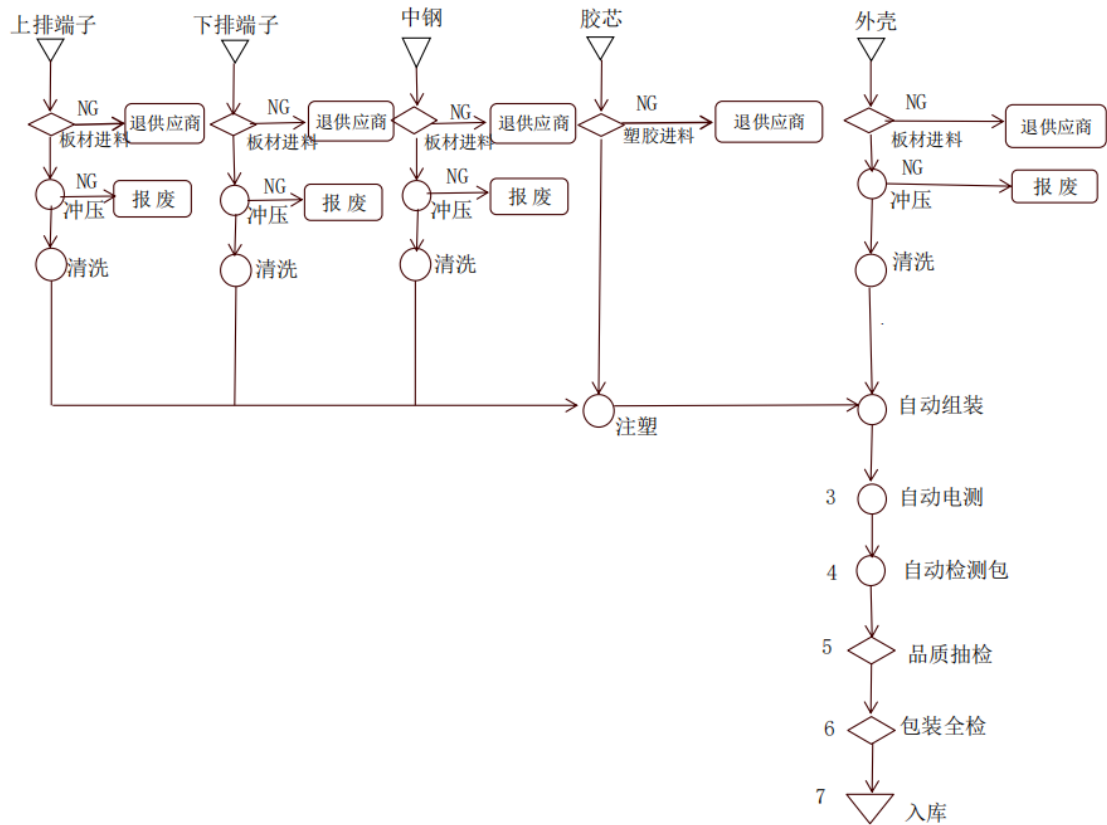 上排端子 下排端子 中钢 胶芯 外壳
NG NG NG NG NG
退供应商 退供应商 退供应商 退供应商 退供应商
板材进料 板材进料 板材进料 塑胶进料 板材进料
NG NG NG NG
报 废 报 废 报 废 报 废
冲压 冲压 冲压 冲压
清洗 清洗 清洗 清洗
注塑 自动组装
3 自动电测
4 自动检测包
5 品质抽检
6 包装全检
7 入库